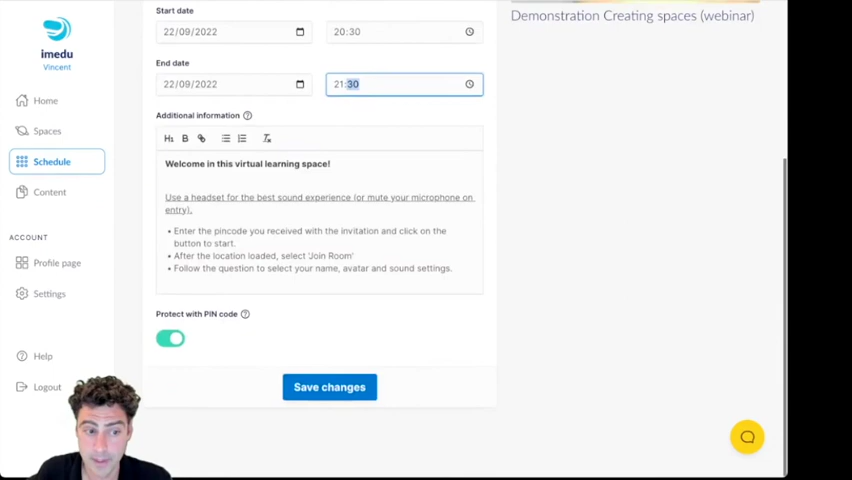 Start date
22/09/2022
20:30
End date
22/09/2022
21:30
Additional information
H1 B
Welcome in this virtual learning space!
Use a headset for the best sound experience (or mute your microphone on
entry).
• Enter the pincode you received with the invitation and click on the
button to start.
• After the location loaded, select 'Join Room'
• Follow the question to select your name, avatar and sound settings.
Protect with PIN code
Save changes
Demonstration Creating spaces (webinar)
imedu
Vincent
Home
Spaces
Schedule
Content
ACCOUNT
Profile page
Settings
Help
Logout